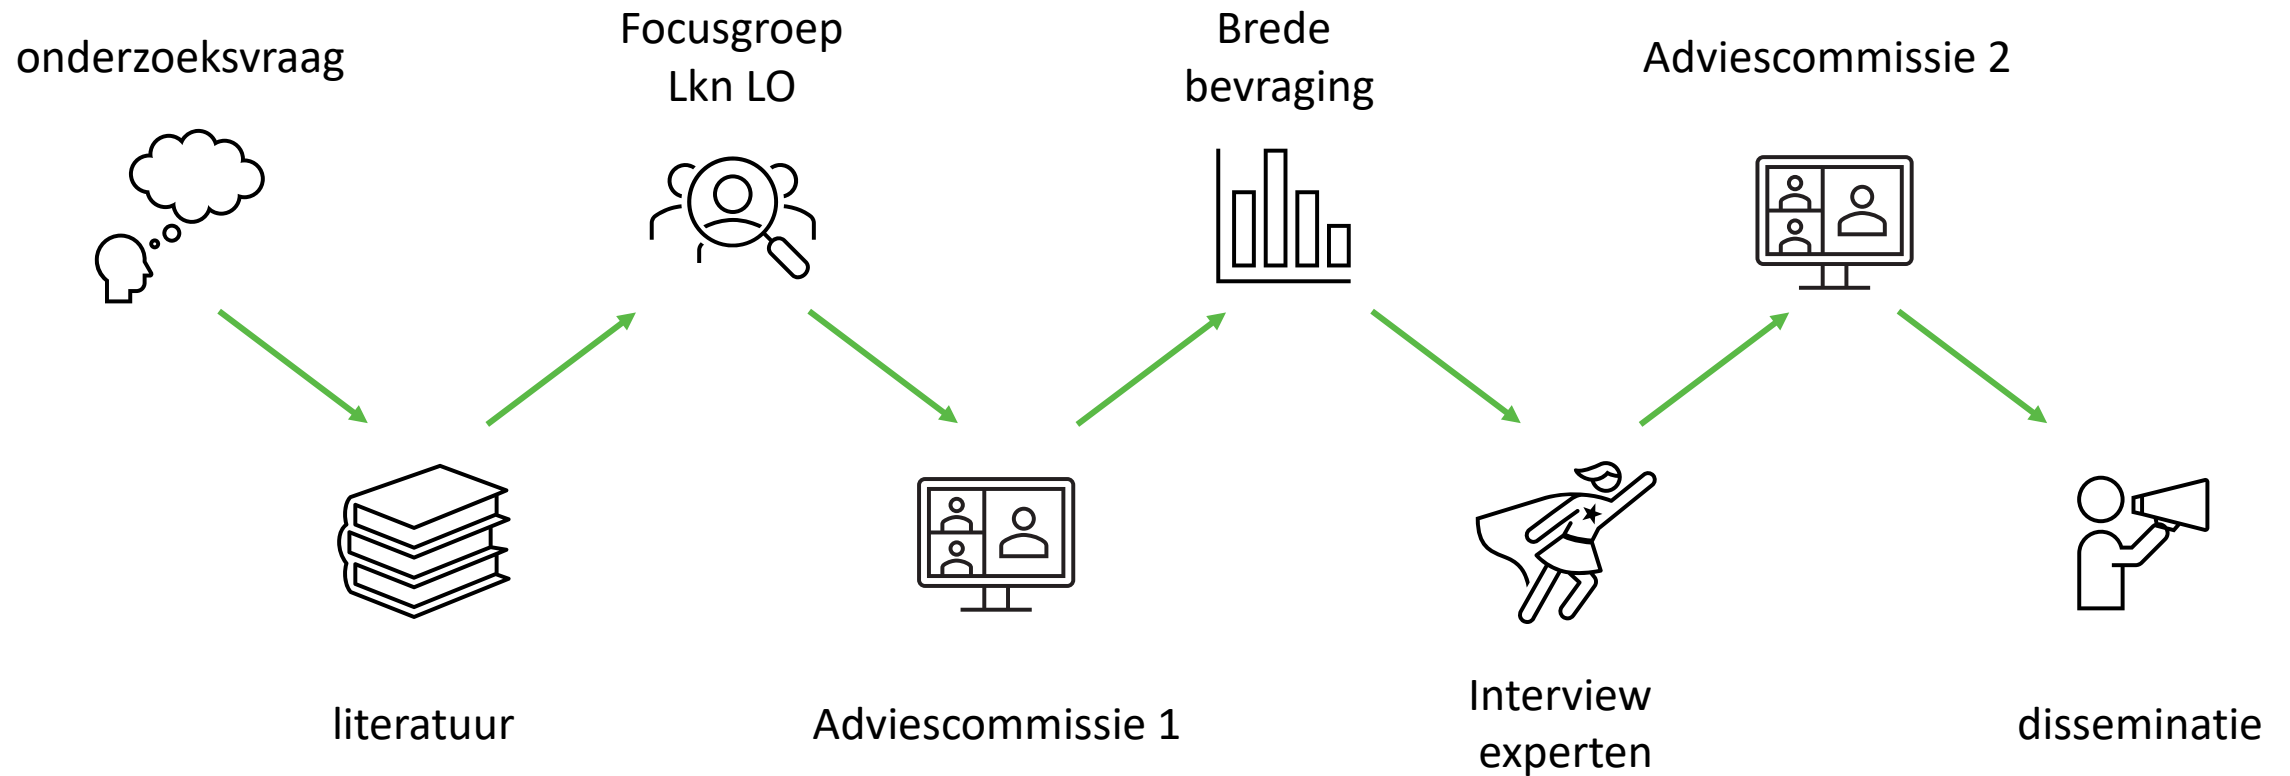 onderzoeksvraag
Focusgroep
Lkn LO
Brede
bevraging
Adviescommissie 2
literatuur
Adviescommissie 1
Interview
experten
disseminatie